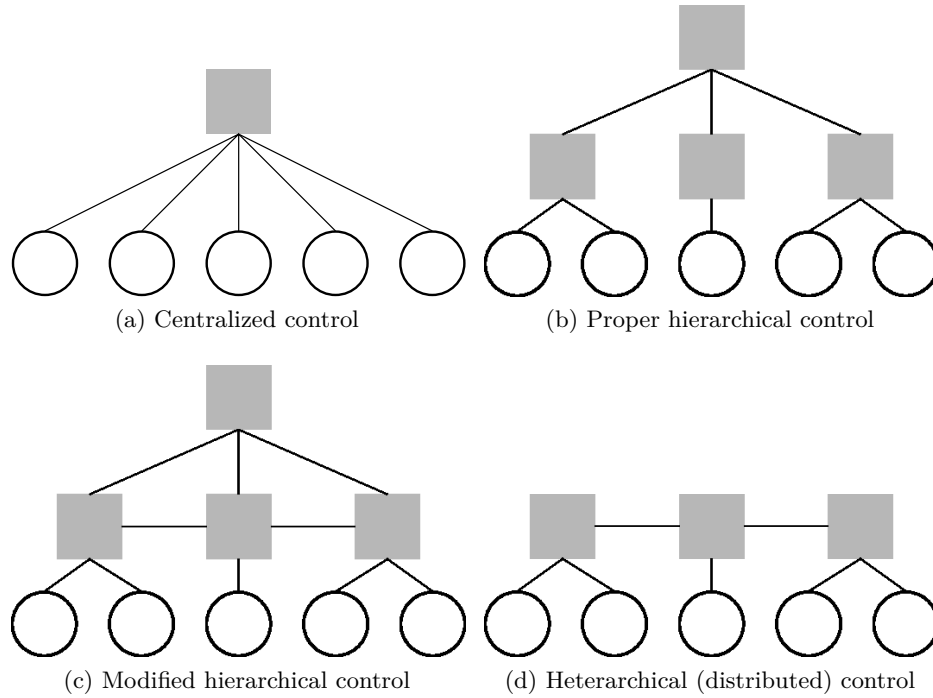 (a) Centralized control
(b) Proper hierarchical control
(c) Modified hierarchical control
(d) Heterarchical (distributed) control